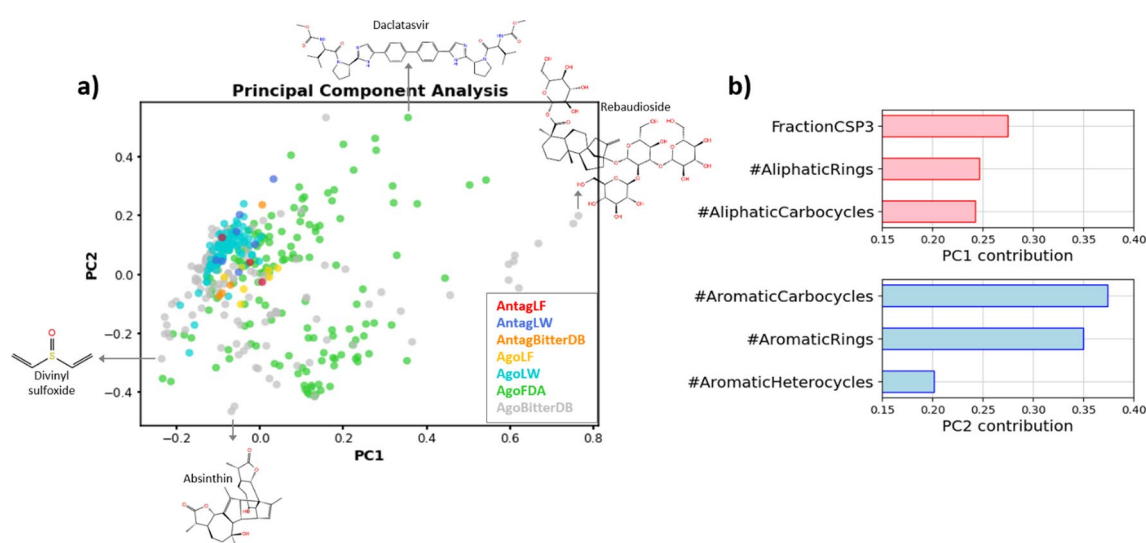 Daclatasvir
a)
Principal Component Analysis
Rebaudioside
b)
PC2
0.4
0.2
0.0
−0.2
−0.4
−0.2
0.0
0.2
0.4
0.6
0.8
PC1
AntagLF
AntagLW
AntagBitterDB
AgoLF
AgoLW
AgoFDA
AgoBitterDB
Divinyl
sulfoxide
Absinthin
FractionCSP3
#AliphaticRings
#AliphaticCarbocycles
0.15 0.20 0.25 0.30 0.35 0.40
PC1 contribution
#AromaticCarbocycles
#AromaticRings
#AromaticHeterocycles
0.15 0.20 0.25 0.30 0.35 0.40
PC2 contribution